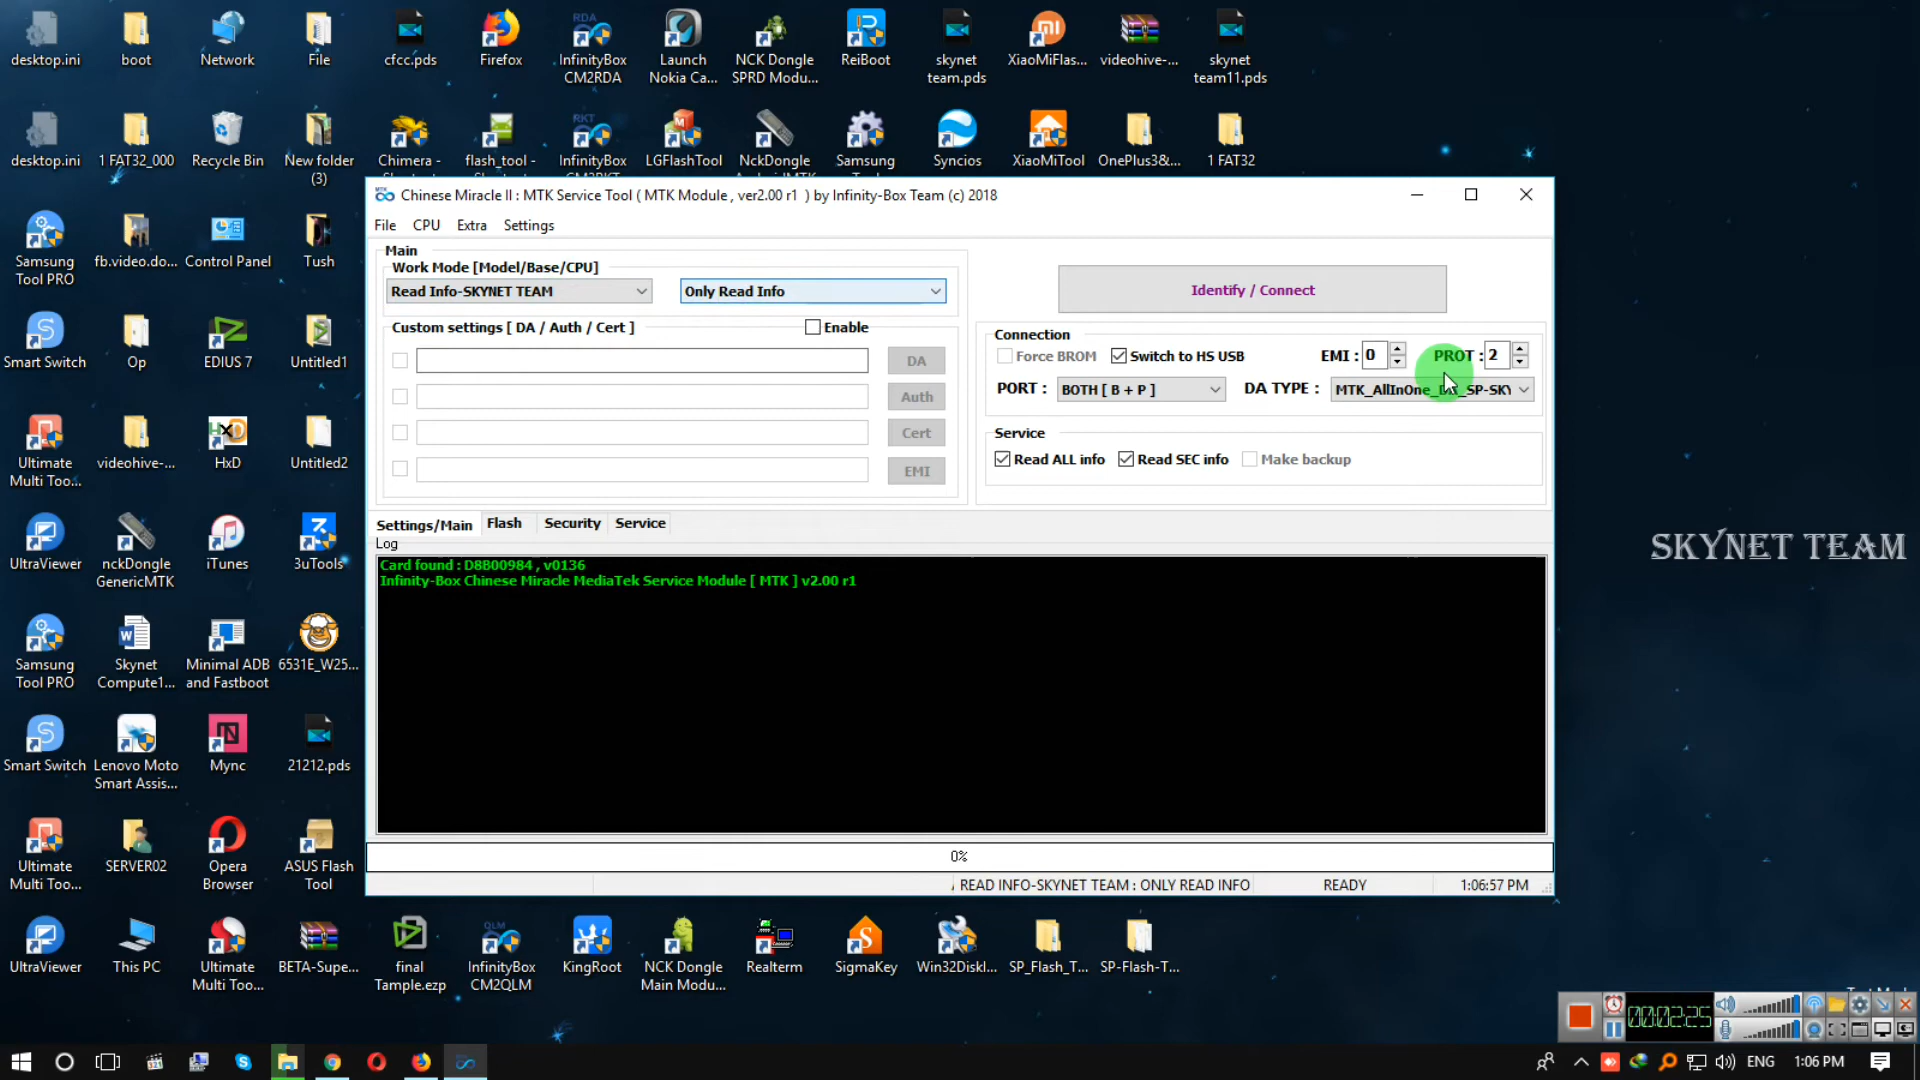 desktop.ini
boot
Network
File
cfcc.pds
Firefox
InfinityBox
CM2RDA
Launch
Nokia Ca...
NCK Dongle
SPRD Modu...
ReiBoot
skynet
team.pds
XiaoMiFlas...
videohive-...
skynet
team11.pds
desktop.ini
1 FAT32_000
Recycle Bin
New folder
(3)
Chimera -
flash_tool -
InfinityBox
LGFlashTool
NckDongle
Samsung
Syncios
XiaoMiTool
OnePlus3&...
1 FAT32
Chinese Miracle II : MTK Service Tool ( MTK Module , ver2.00 r1 ) by Infinity-Box Team (c) 2018
File CPU Extra Settings
Main
Work Mode [Model/Base/CPU]
Read Info-SKYNET TEAM
Only Read Info
Identify / Connect
Custom settings [ DA / Auth / Cert ]
Enable
DA
Auth
Cert
EMI
Connection
Force BROM
Switch to HS USB
EMI : 0
PROT : 2
PORT : BOTH [ B + P ]
DA TYPE :
Service
Read ALL info
Read SEC info
Make backup
Settings/Main Flash Security Service
Log
Card found : D8B00984 , v0136
Infinity-Box Chinese Miracle MediaTek Service Module [ MTK ] v2.00 r1
0%
READ INFO-SKYNET TEAM : ONLY READ INFO
READY
1:06:57 PM
SKYNET TEAM
Samsung
Tool PRO
fb.video.do...
Control Panel
Tush
Smart Switch
Op
EDIUS 7
Untitled1
Ultimate
Multi Too...
videohive-...
HxD
Untitled2
UltraViewer
nckDongle
GenericMTK
iTunes
3uTools
Samsung
Tool PRO
Skynet
Compute1...
Minimal ADB
and Fastboot
6531E_W25...
Smart Switch
Lenovo Moto
Smart Assis...
Mync
21212.pds
Ultimate
Multi Too...
SERVER02
Opera
Browser
ASUS Flash
Tool
UltraViewer
This PC
Ultimate
Multi Too...
BETA-Supe...
final
Tample.ezp
InfinityBox
CM2QLM
KingRoot
NCK Dongle
Main Modu...
Realterm
SigmaKey
Win32DiskI...
SP_Flash_T...
SP-Flash-T...
00:02:25
ENG
1:06 PM